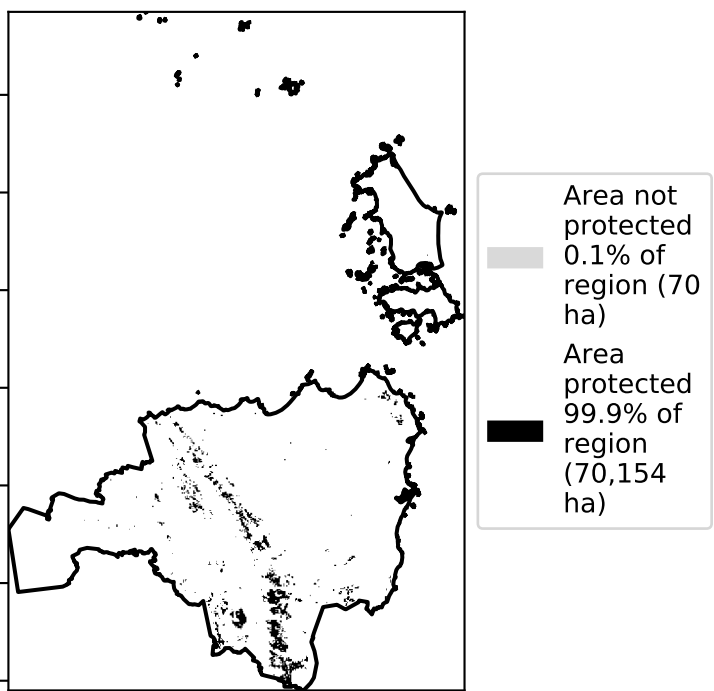 Area not
protected
0.1% of
region (70
ha)
Area
protected
99.9% of
region
(70,154
ha)